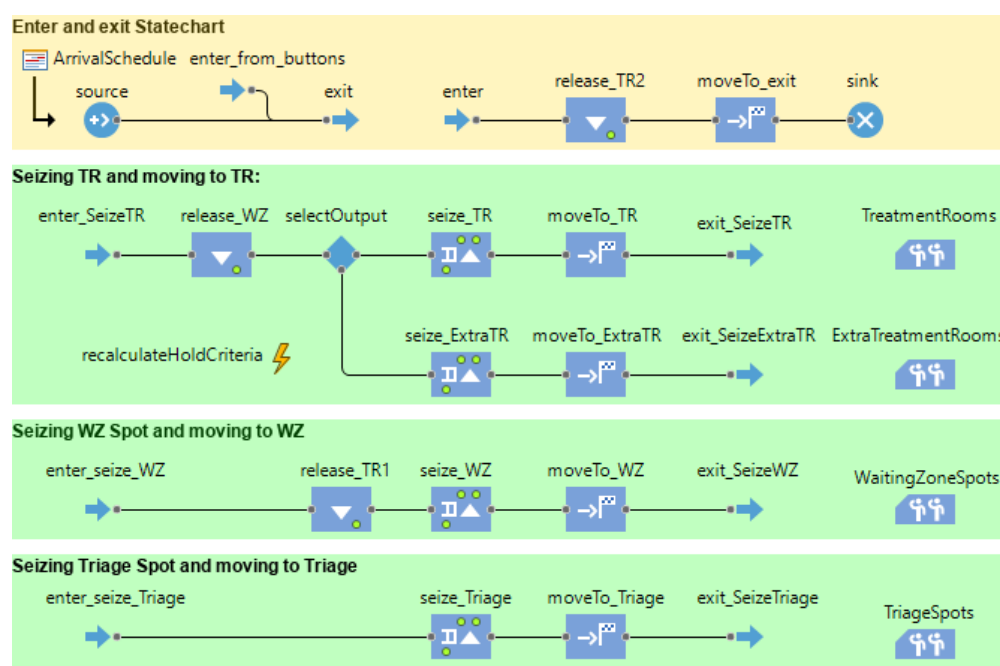 Enter and exit Statechart
ArrivalSchedule enter_from_buttons
source exit enter release_TR2 moveTo_exit sink
Seizing TR and moving to TR:
enter_SeizeTR release_WZ selectOutput seize_TR moveTo_TR exit_SeizeTR TreatmentRooms
recalculateHoldCriteria seize_ExtraTR moveTo_ExtraTR exit_SeizeExtraTR ExtraTreatmentRooms
Seizing WZ Spot and moving to WZ
enter_seize_WZ release_TR1 seize_WZ moveTo_WZ exit_SeizeWZ WaitingZoneSpots
Seizing Triage Spot and moving to Triage
enter_seize_Triage seize_Triage moveTo_Triage exit_SeizeTriage TriageSpots